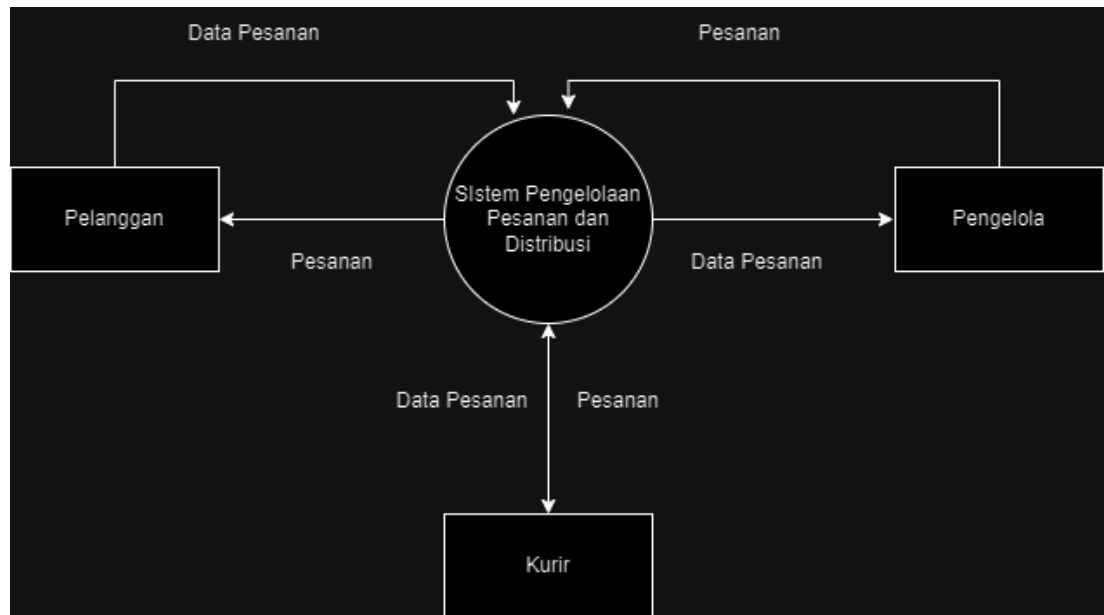 Data Pesanan
Pesanan
Pelanggan
SIstem Pengelolaan
Pesanan dan
Distribusi
Pengelola
Pesanan
Data Pesanan
Data Pesanan
Pesanan
Kurir